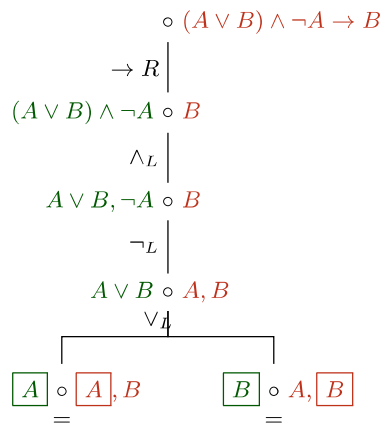 ∘ (A ∨ B) ∧ ¬A → B
→ R
(A ∨ B) ∧ ¬A ∘ B
∧L
A ∨ B, ¬A ∘ B
¬L
A ∨ B ∘ A, B
∨L
A ∘ A, B
B ∘ A, B
=
=